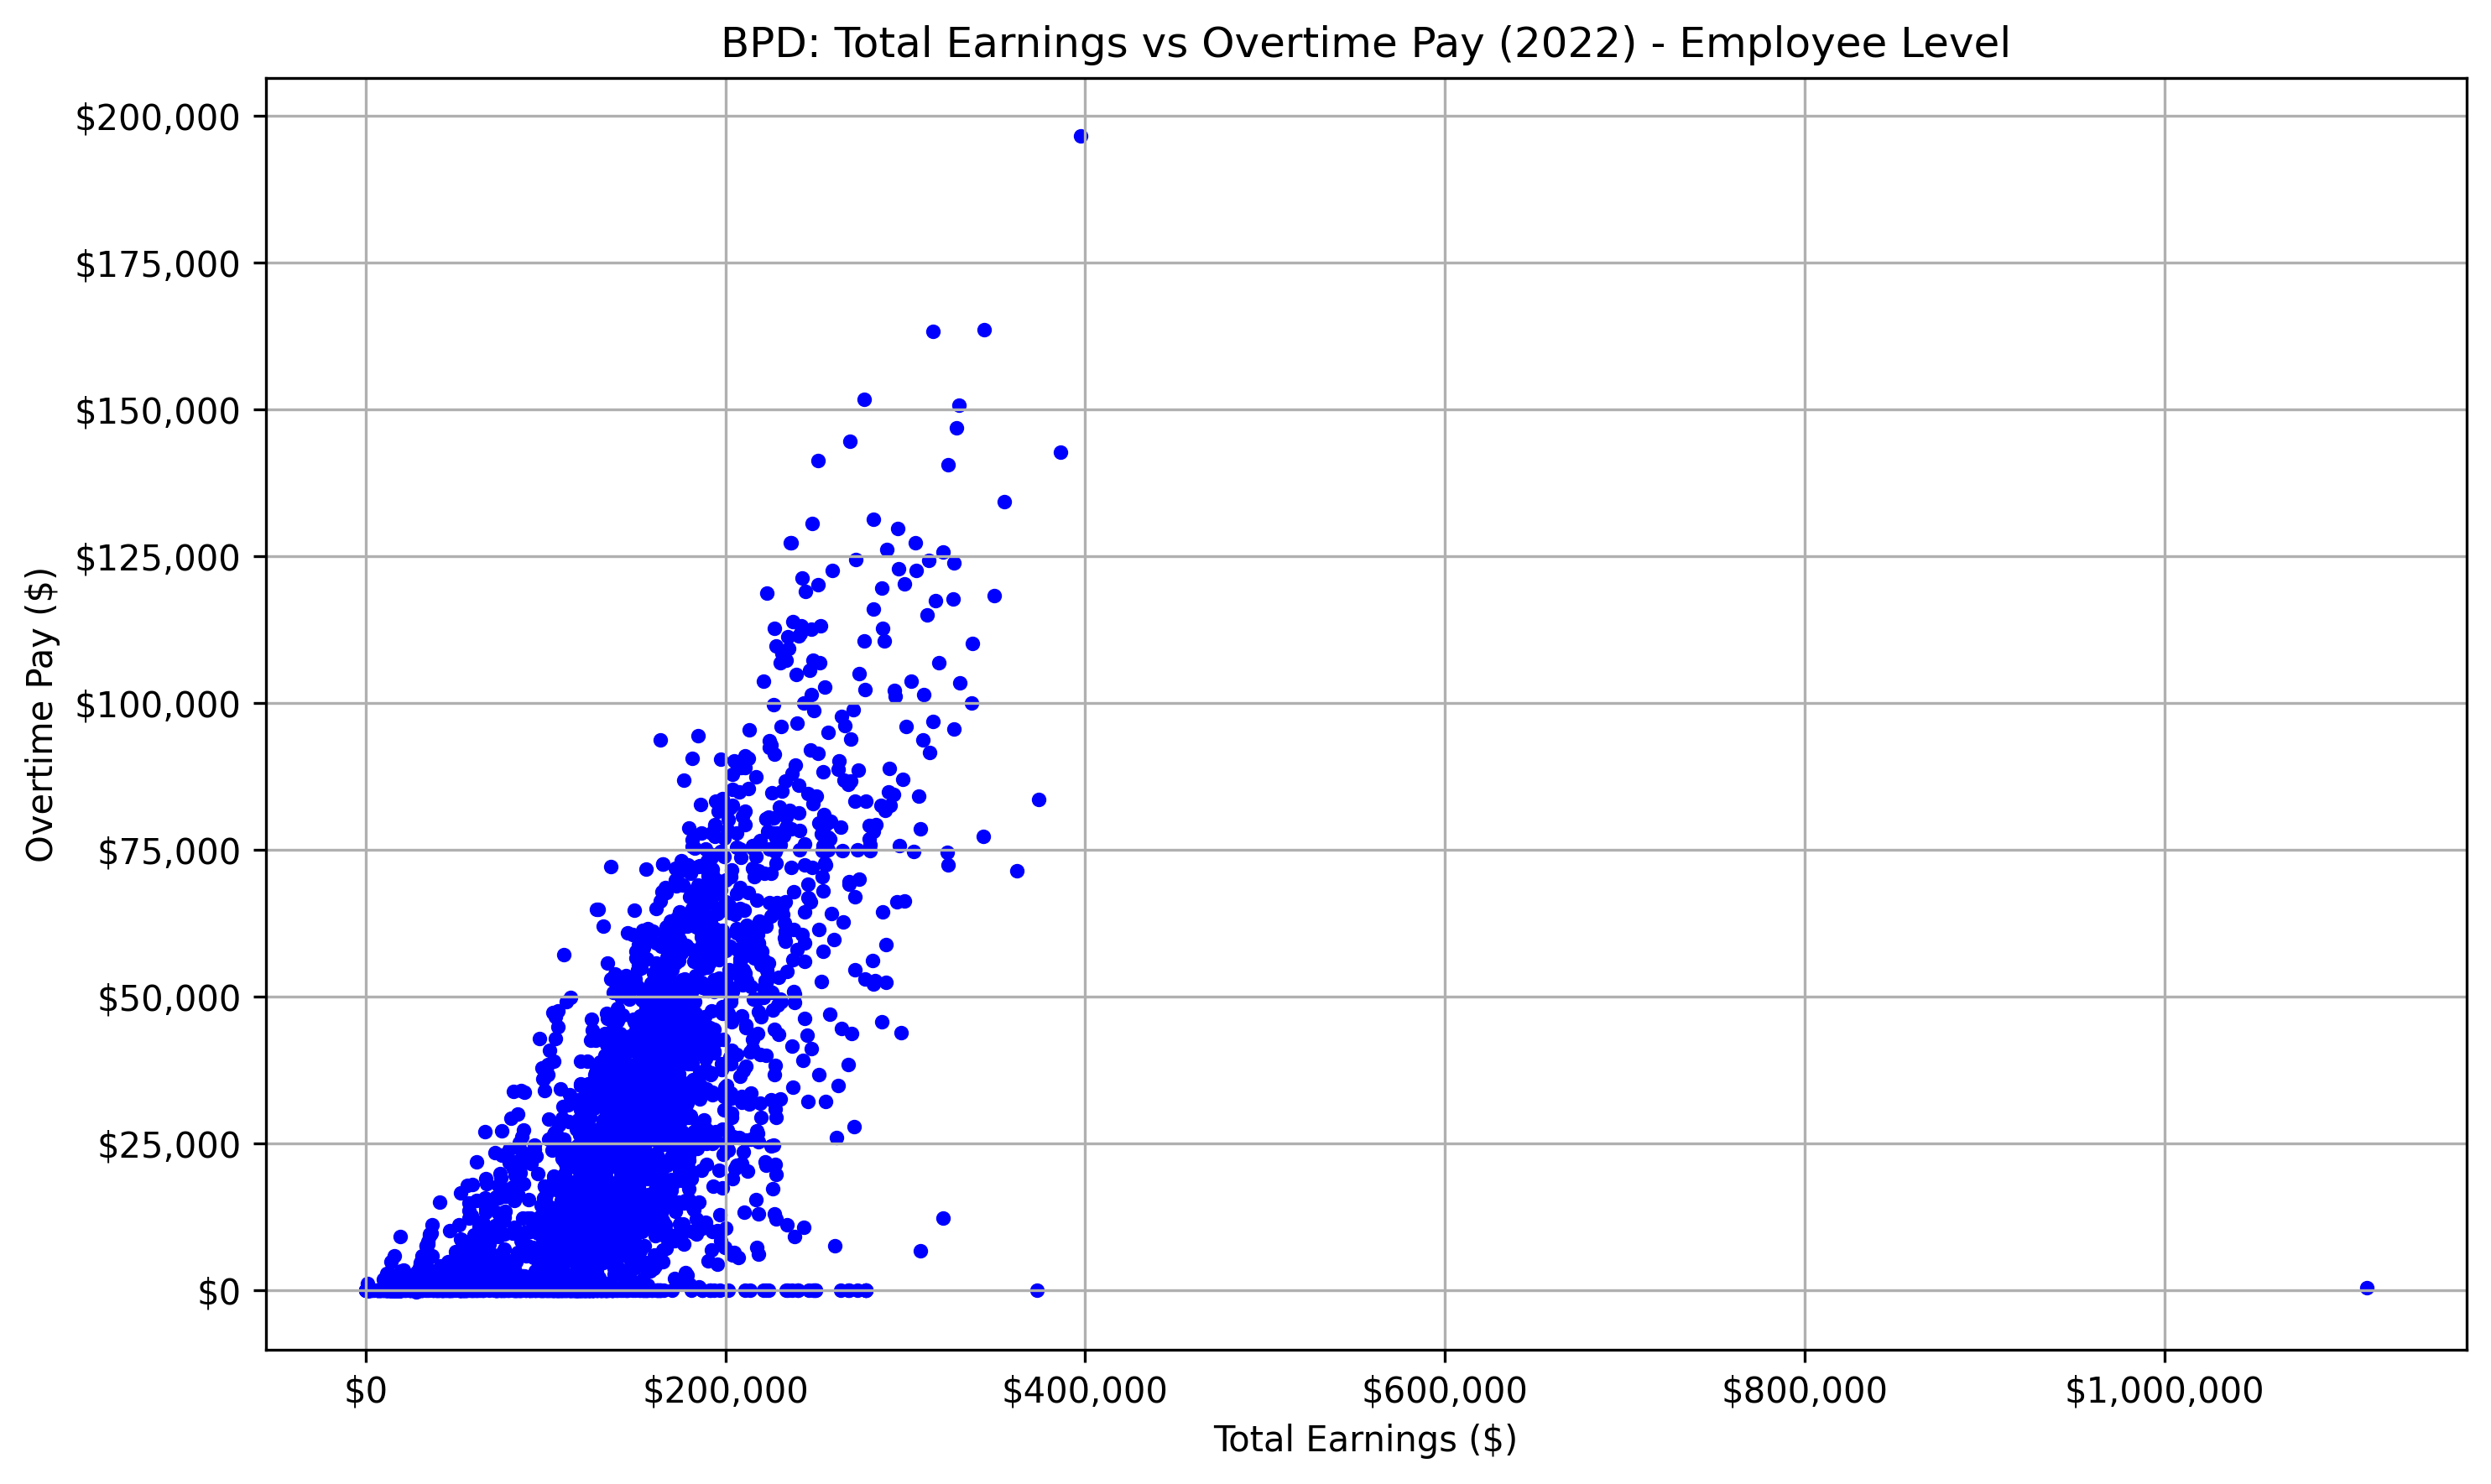 BPD: Total Earnings vs Overtime Pay (2022) - Employee Level
Overtime Pay ($)
$200,000
$175,000
$150,000
$125,000
$100,000
$75,000
$50,000
$25,000
$0
$0 $200,000 $400,000 $600,000 $800,000 $1,000,000
Total Earnings ($)